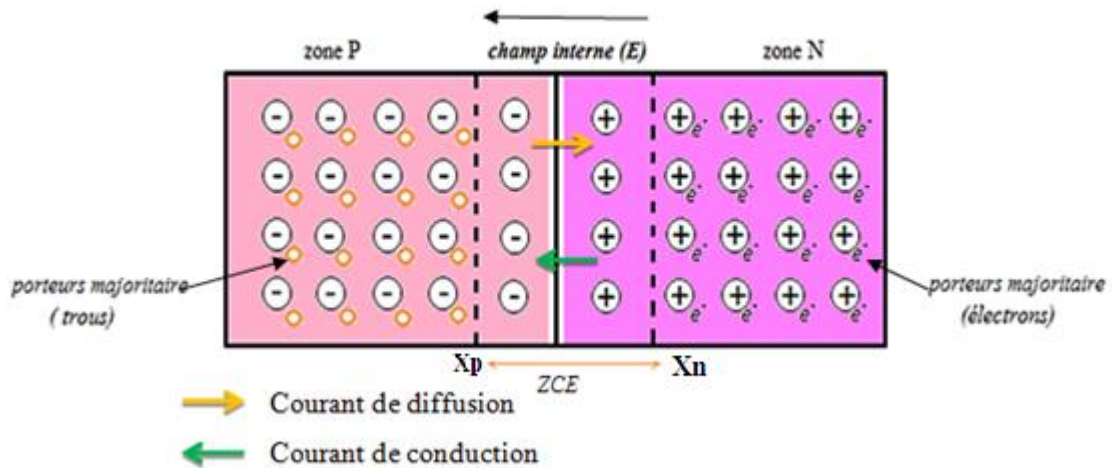 zone P
champ interne (E)
zone N
- - - - - + + + + +
e- e- e- e-
- - - - - + + + + +
e- e- e- e-
- - - - - + + + + +
e- e- e- e-
- - - - - + + + + +
e- e- e- e-
porteurs majoritaire
( trous)
porteurs majoritaire
(électrons)
Xp
ZCE
Xn
Courant de diffusion
Courant de conduction